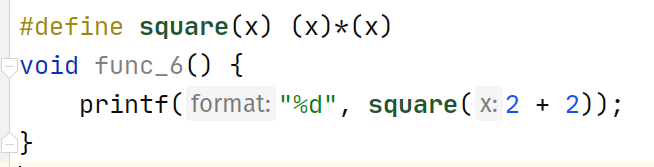 #define square(x) (x)*(x)
void func_6() {
    printf( format: "%d", square( x: 2 + 2));
}